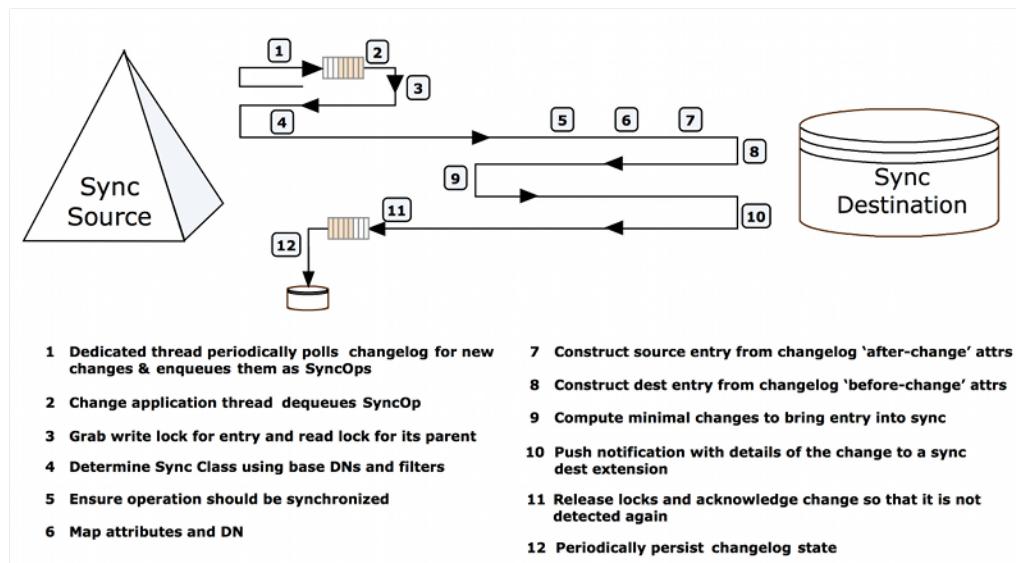 1
2
3
4
5
6
7
8
9
10
11
12
Sync
Source
Sync
Destination
1 Dedicated thread periodically polls changelog for new
changes & enqueues them as SyncOps
2 Change application thread dequeues SyncOp
3 Grab write lock for entry and read lock for its parent
4 Determine Sync Class using base DNs and filters
5 Ensure operation should be synchronized
6 Map attributes and DN
7 Construct source entry from changelog ‘after-change’ attrs
8 Construct dest entry from changelog ‘before-change’ attrs
9 Compute minimal changes to bring entry into sync
10 Push notification with details of the change to a sync
dest extension
11 Release locks and acknowledge change so that it is not
detected again
12 Periodically persist changelog state